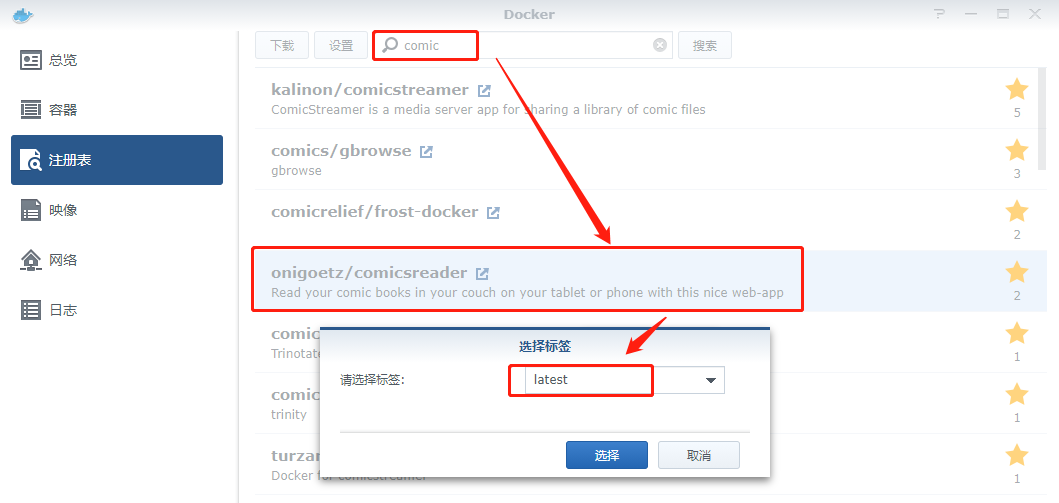 Docker
总览
容器
注册表
映像
网络
日志
下载
设置
comic
搜索
kalinon/comicstreamer
ComicStreamer is a media server app for sharing a library of comic files
5
comics/gbrowse
gbrowse
3
comicrelief/frost-docker
2
onigoetz/comicsreader
Read your comic books in your couch on your tablet or phone with this nice web-app
2
comic
Trinotate
1
comic
trinity
1
turzar
Docker for comicstreamer
1
选择标签
请选择标签:
latest
选择
取消